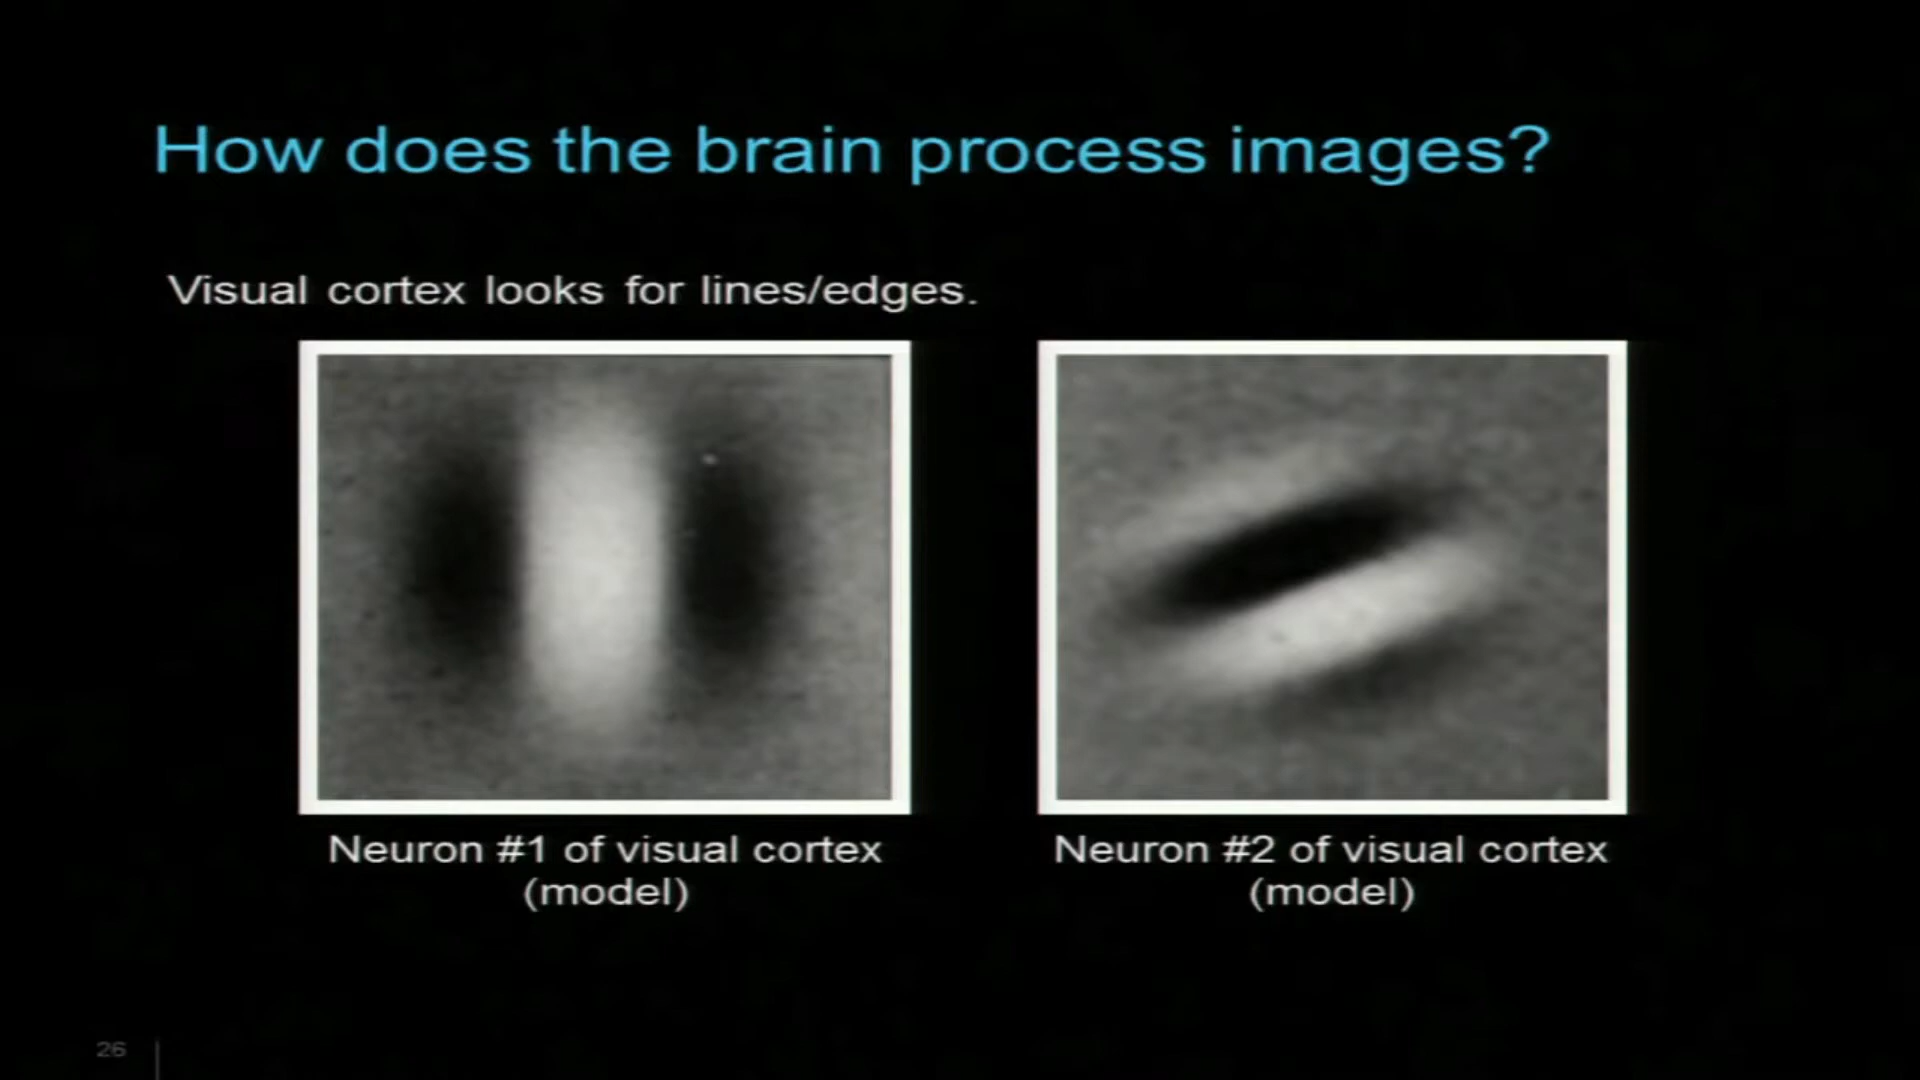 How does the brain process images?
Visual cortex looks for lines/edges.
Neuron #1 of visual cortex
(model)
Neuron #2 of visual cortex
(model)
26